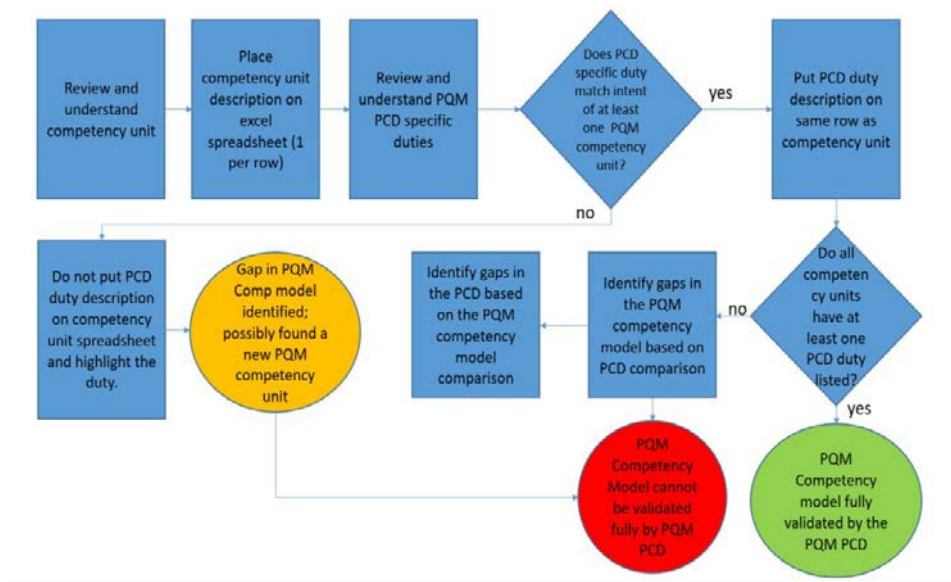 Review and
understand
competency unit
Place
competency unit
description on
excel
spreadsheet (1
per row)
Review and
understand PQM
PCD specific
duties
Does PCD
specific duty
match intent
of at least
one PQM
competency
unit?
yes
Put PCD duty
description on
same row as
competency unit
no
Do not put PCD
duty description
on competency
unit spreadsheet
and highlight the
duty.
Gap in PQM
Comp model
identified;
possibly found a
new PQM
competency
unit
Identify gaps in
the PCD based
on the PQM
competency
model
comparison
Identify gaps in
the PQM
competency
model based on
PCD comparison
no
Do all
competen
cy units
have at
least one
PCD duty
listed?
yes
PQM
Competency
Model cannot
be validated
fully by PQM
PCD
PQM
Competency
model fully
validated by the
PQM PCD